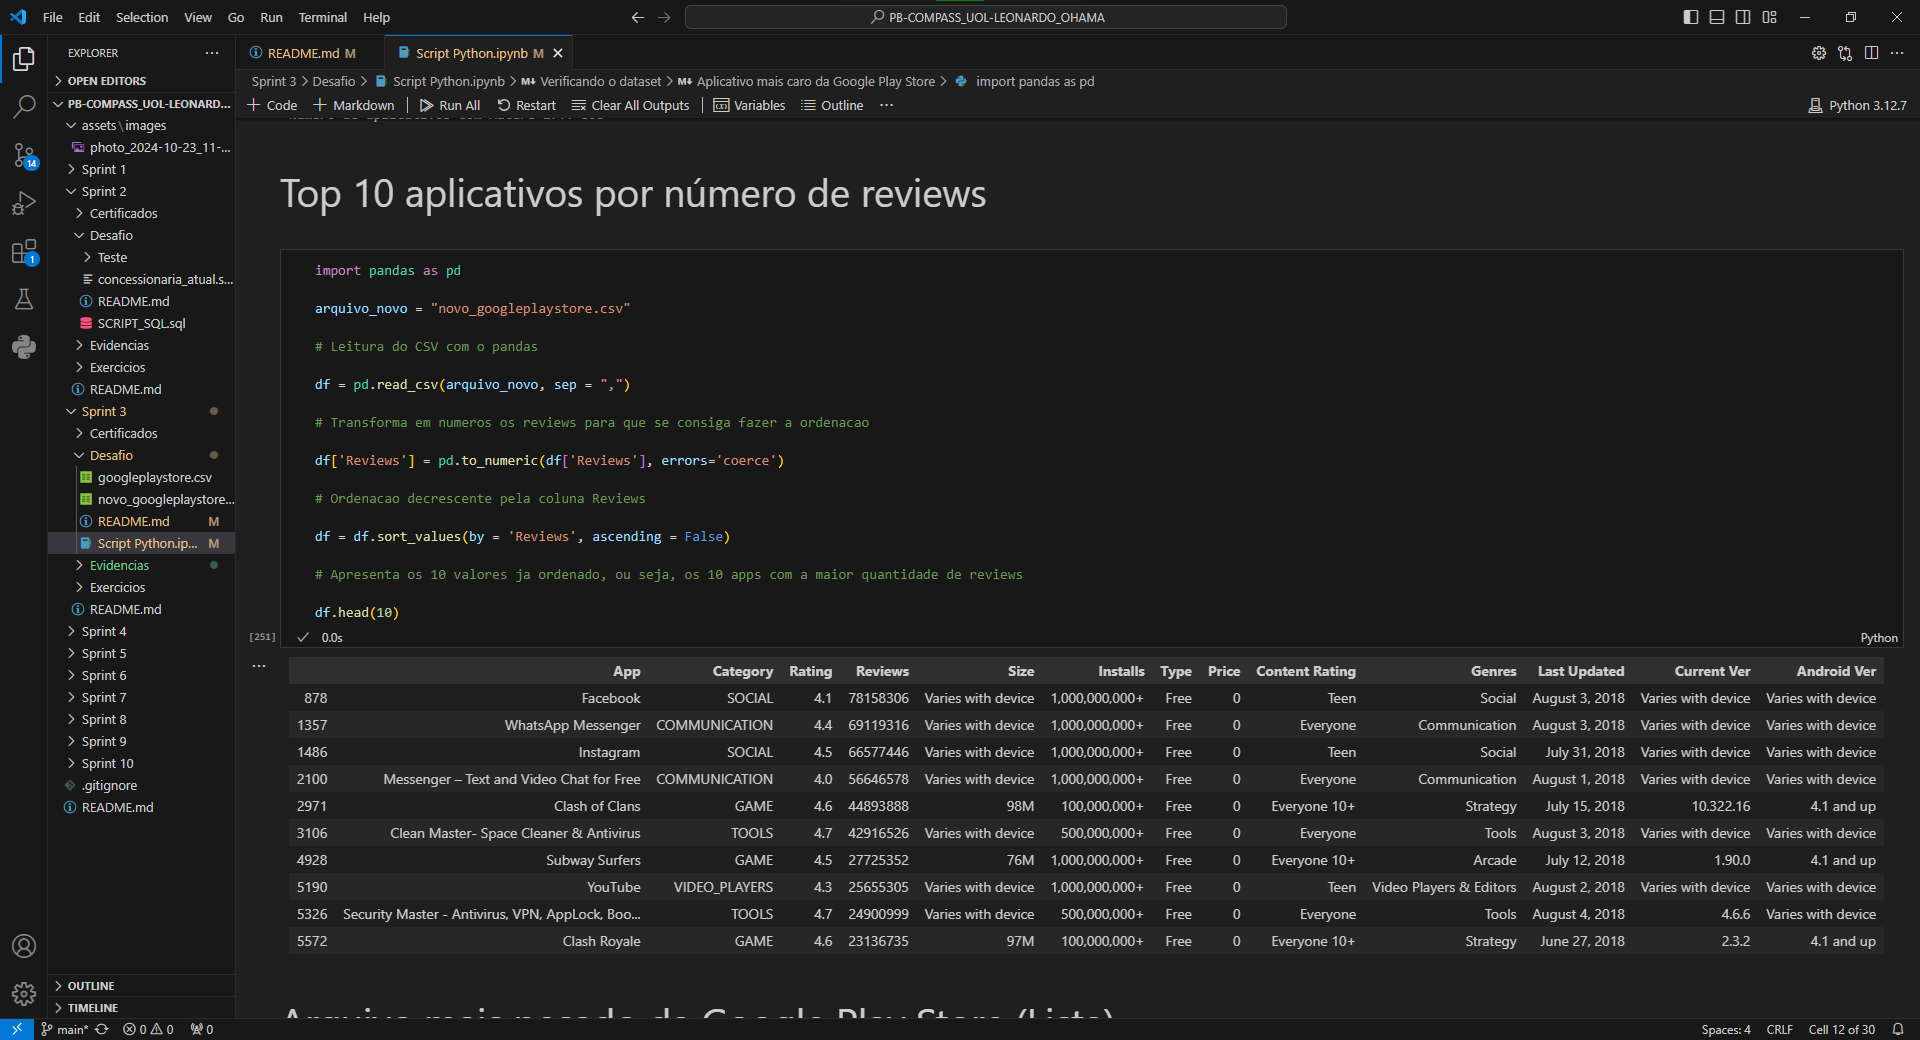 File Edit Selection View Go Run Terminal Help
PB-COMPASS_UOL-LEONARDO_OHAMA
EXPLORER
OPEN EDITORS
PB-COMPASS_UOL-LEONARD...
assets\images
photo_2024-10-23_11-...
Sprint 1
Sprint 2
Certificados
Desafio
Teste
concessionaria_atual.s...
README.md
SCRIPT_SQL.sql
Evidencias
Exercicios
README.md
Sprint 3
Certificados
Desafio
googleplaystore.csv
novo_googleplaystore...
README.md M
Script Python.ip... M
Evidencias
Exercicios
README.md
Sprint 4
Sprint 5
Sprint 6
Sprint 7
Sprint 8
Sprint 9
Sprint 10
.gitignore
README.md
OUTLINE
TIMELINE
14
1
README.md M
Script Python.ipynb M
Sprint 3 > Desafio > Script Python.ipynb > M↓ Verificando o dataset > M↓ Aplicativo mais caro da Google Play Store > import pandas as pd
+ Code + Markdown Run All Restart Clear All Outputs Variables Outline ...
Python 3.12.7
Top 10 aplicativos por número de reviews
import pandas as pd
arquivo_novo = "novo_googleplaystore.csv"
# Leitura do CSV com o pandas
df = pd.read_csv(arquivo_novo, sep = ",")
# Transforma em numeros os reviews para que se consiga fazer a ordenacao
df['Reviews'] = pd.to_numeric(df['Reviews'], errors='coerce')
# Ordenacao decrescente pela coluna Reviews
df = df.sort_values(by = 'Reviews', ascending = False)
# Apresenta os 10 valores ja ordenado, ou seja, os 10 apps com a maior quantidade de reviews
df.head(10)
[251] 0.0s Python
App Category Rating Reviews Size Installs Type Price Content Rating Genres Last Updated Current Ver Android Ver
878 Facebook SOCIAL 4.1 78158306 Varies with device 1,000,000,000+ Free 0 Teen Social August 3, 2018 Varies with device Varies with device
1357 WhatsApp Messenger COMMUNICATION 4.4 69119316 Varies with device 1,000,000,000+ Free 0 Everyone Communication August 3, 2018 Varies with device Varies with device
1486 Instagram SOCIAL 4.5 66577446 Varies with device 1,000,000,000+ Free 0 Teen Social July 31, 2018 Varies with device Varies with device
2100 Messenger – Text and Video Chat for Free COMMUNICATION 4.0 56646578 Varies with device 1,000,000,000+ Free 0 Everyone Communication August 1, 2018 Varies with device Varies with device
2971 Clash of Clans GAME 4.6 44893888 98M 100,000,000+ Free 0 Everyone 10+ Strategy July 15, 2018 10.322.16 4.1 and up
3106 Clean Master- Space Cleaner & Antivirus TOOLS 4.7 42916526 Varies with device 500,000,000+ Free 0 Everyone Tools August 3, 2018 Varies with device Varies with device
4928 Subway Surfers GAME 4.5 27725352 76M 1,000,000,000+ Free 0 Everyone 10+ Arcade July 12, 2018 1.90.0 4.1 and up
5190 YouTube VIDEO_PLAYERS 4.3 25655305 Varies with device 1,000,000,000+ Free 0 Teen Video Players & Editors August 2, 2018 Varies with device Varies with device
5326 Security Master - Antivirus, VPN, AppLock, Boo... TOOLS 4.7 24900999 Varies with device 500,000,000+ Free 0 Everyone Tools August 4, 2018 4.6.6 Varies with device
5572 Clash Royale GAME 4.6 23136735 97M 100,000,000+ Free 0 Everyone 10+ Strategy June 27, 2018 2.3.2 4.1 and up
main* 0 0 0
Spaces: 4 CRLF Cell 12 of 30